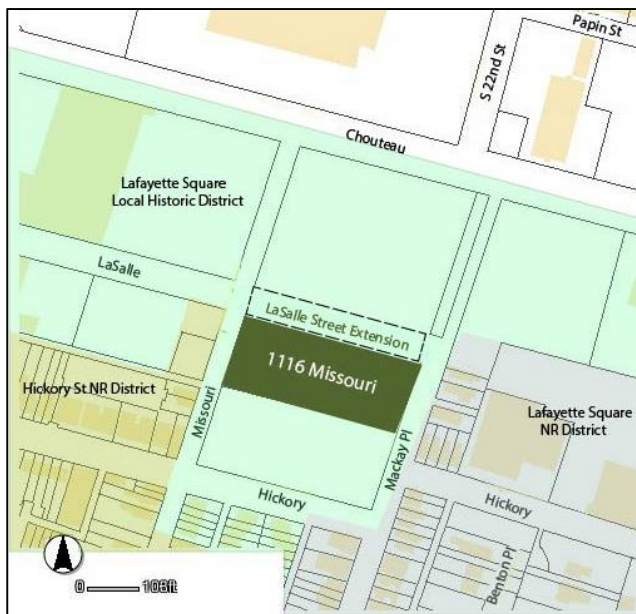 Papin St
S 22nd St
Chouteau
Lafayette Square
Local Historic District
LaSalle
LaSalle Street Extension
1116 Missouri
Hickory St NR District
Missouri
Mackay Pl
Lafayette Square
NR District
Hickory
Hickory
Benton Pl
0 108ft